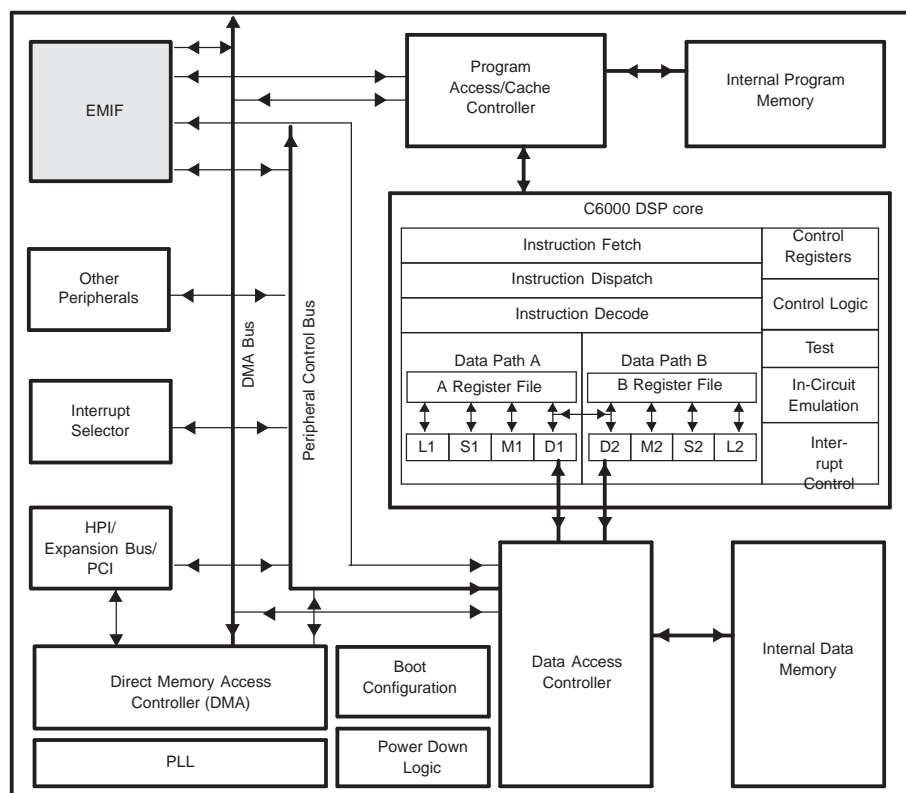 EMIF
Program
Access/Cache
Controller
Internal Program
Memory
C6000 DSP core
Instruction Fetch
Instruction Dispatch
Instruction Decode
Control
Registers
Control Logic
Test
In-Circuit
Emulation
Inter-
rupt
Control
Data Path A
A Register File
L1 S1 M1 D1
Data Path B
B Register File
D2 M2 S2 L2
Other
Peripherals
Interrupt
Selector
HPI/
Expansion Bus/
PCI
DMA Bus
Peripheral Control Bus
Direct Memory Access
Controller (DMA)
Boot
Configuration
PLL
Power Down
Logic
Data Access
Controller
Internal Data
Memory